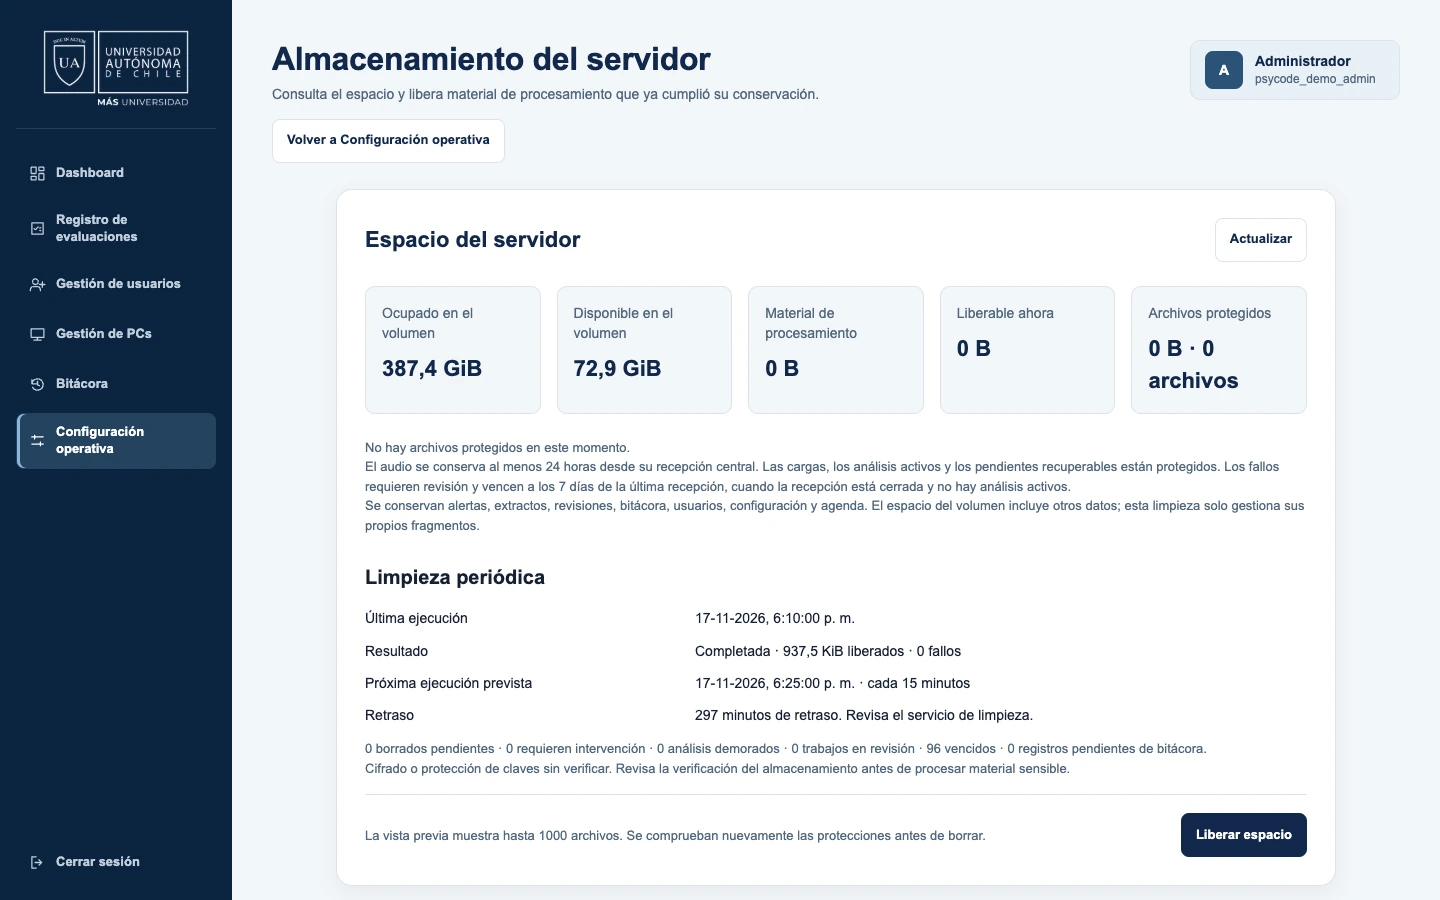 DOC IN ALTUM
UA
UNIVERSIDAD
AUTÓNOMA
DE CHILE
MÁS UNIVERSIDAD
Dashboard
Registro de
evaluaciones
Gestión de usuarios
Gestión de PCs
Bitácora
Configuración
operativa
Cerrar sesión
Almacenamiento del servidor
Consulta el espacio y libera material de procesamiento que ya cumplió su conservación.
A
Administrador
psycode_demo_admin
Volver a Configuración operativa
Espacio del servidor
Actualizar
Ocupado en el
volumen
387,4 GiB
Disponible en el
volumen
72,9 GiB
Material de
procesamiento
0 B
Liberable ahora
0 B
Archivos protegidos
0 B · 0
archivos
No hay archivos protegidos en este momento.
El audio se conserva al menos 24 horas desde su recepción central. Las cargas, los análisis activos y los pendientes recuperables están protegidos. Los fallos
requieren revisión y vencen a los 7 días de la última recepción, cuando la recepción está cerrada y no hay análisis activos.
Se conservan alertas, extractos, revisiones, bitácora, usuarios, configuración y agenda. El espacio del volumen incluye otros datos; esta limpieza solo gestiona sus
propios fragmentos.
Limpieza periódica
Última ejecución 17-11-2026, 6:10:00 p. m.
Resultado Completada · 937,5 KiB liberados · 0 fallos
Próxima ejecución prevista 17-11-2026, 6:25:00 p. m. · cada 15 minutos
Retraso 297 minutos de retraso. Revisa el servicio de limpieza.
0 borrados pendientes · 0 requieren intervención · 0 análisis demorados · 0 trabajos en revisión · 96 vencidos · 0 registros pendientes de bitácora.
Cifrado o protección de claves sin verificar. Revisa la verificación del almacenamiento antes de procesar material sensible.
La vista previa muestra hasta 1000 archivos. Se comprueban nuevamente las protecciones antes de borrar.
Liberar espacio